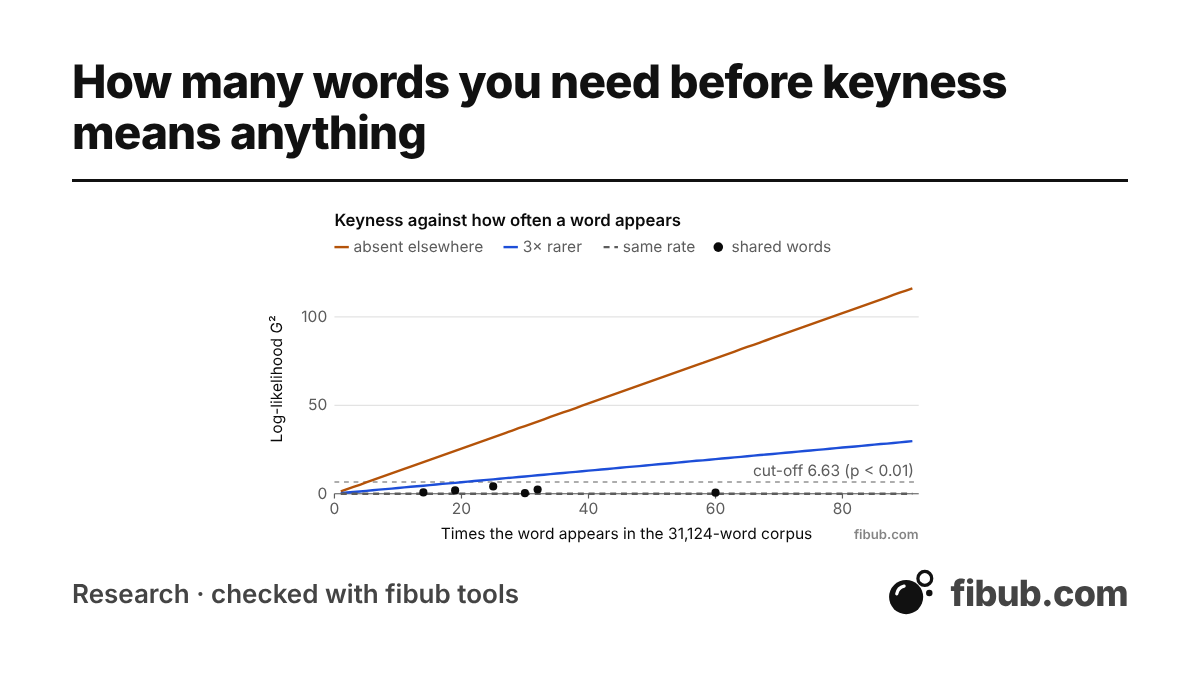 How many words you need before keyness
means anything
Keyness against how often a word appears
absent elsewhere 3× rarer same rate shared words
Log-likelihood G²
100
50
cut-off 6.63 (p < 0.01)
0
0 20 40 60 80
Times the word appears in the 31,124-word corpus
fibub.com
Research · checked with fibub tools
fibub.com